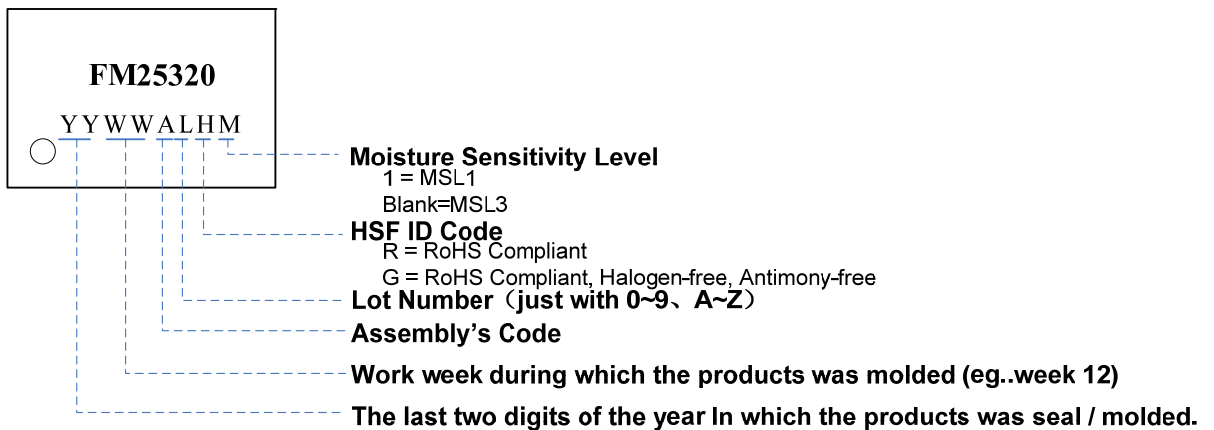 FM25320
YYWWALHM
Moisture Sensitivity Level
1 = MSL1
Blank=MSL3
HSF ID Code
R = RoHS Compliant
G = RoHS Compliant, Halogen-free, Antimony-free
Lot Number（just with 0~9、A~Z）
Assembly's Code
Work week during which the products was molded (eg..week 12)
The last two digits of the year In which the products was seal / molded.